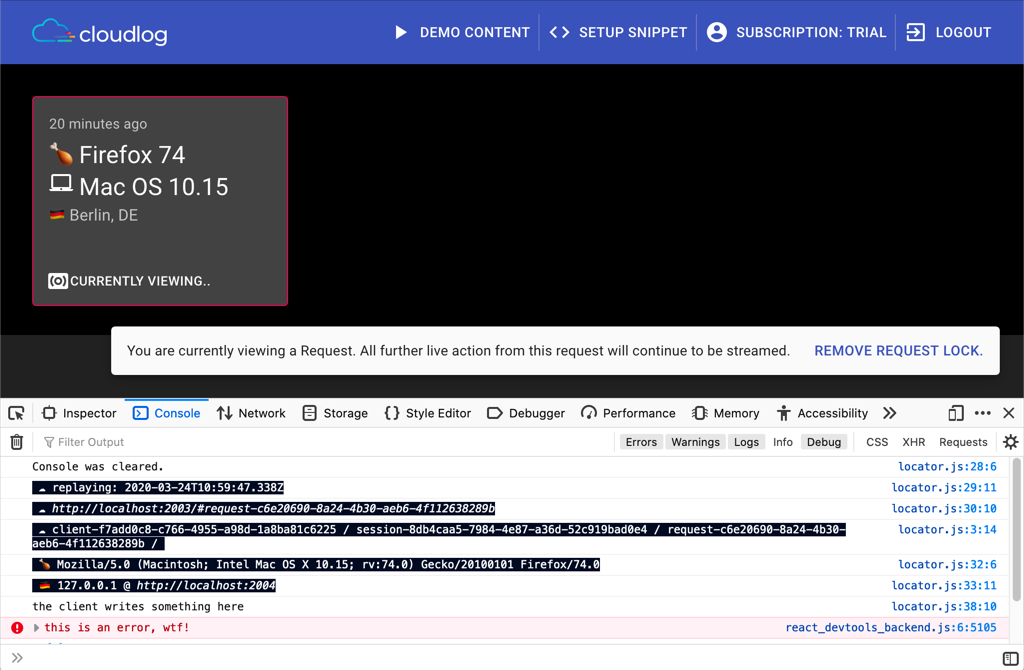 cloudlog
DEMO CONTENT
SETUP SNIPPET
SUBSCRIPTION: TRIAL
LOGOUT
20 minutes ago
Firefox 74
Mac OS 10.15
Berlin, DE
CURRENTLY VIEWING..
You are currently viewing a Request. All further live action from this request will continue to be streamed. REMOVE REQUEST LOCK.
Inspector Console Network Storage Style Editor Debugger Performance Memory Accessibility
Filter Output Errors Warnings Logs Info Debug CSS XHR Requests
Console was cleared. locator.js:28:6
replaying: 2020-03-24T10:59:47.338Z locator.js:29:11
http://localhost:2003/#request-c6e20690-8a24-4b30-aeb6-4f112638289b locator.js:30:10
client-f7add0c8-c766-4955-a98d-1a8ba81c6225 / session-8db4caa5-7984-4e87-a36d-52c919bad0e4 / request-c6e20690-8a24-4b30- locator.js:3:14
aeb6-4f112638289b /
Mozilla/5.0 (Macintosh; Intel Mac OS X 10.15; rv:74.0) Gecko/20100101 Firefox/74.0 locator.js:32:6
127.0.0.1 @ http://localhost:2004 locator.js:33:11
the client writes something here locator.js:38:10
this is an error, wtf! react_devtools_backend.js:6:5105